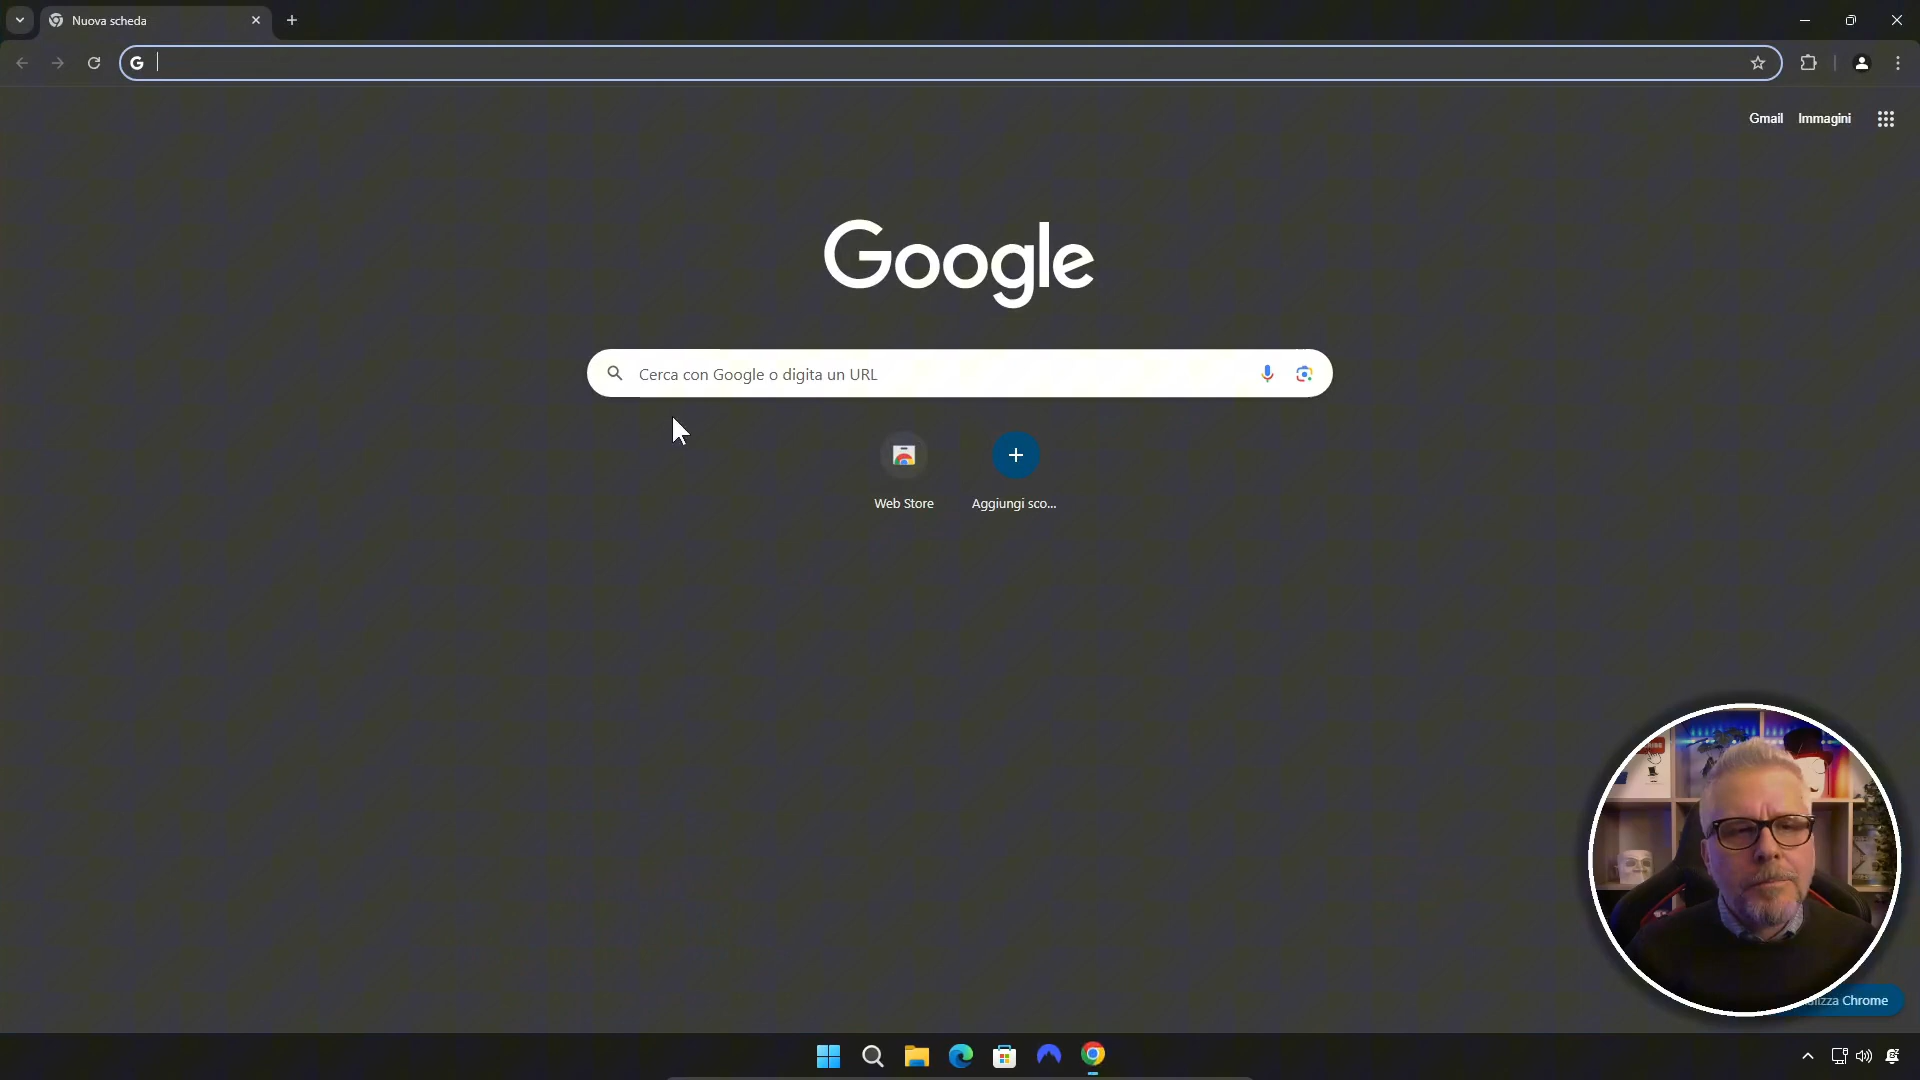 Nuova scheda
Gmail Immagini
Google
Cerca con Google o digita un URL
Web Store Aggiungi sco...
Chrome